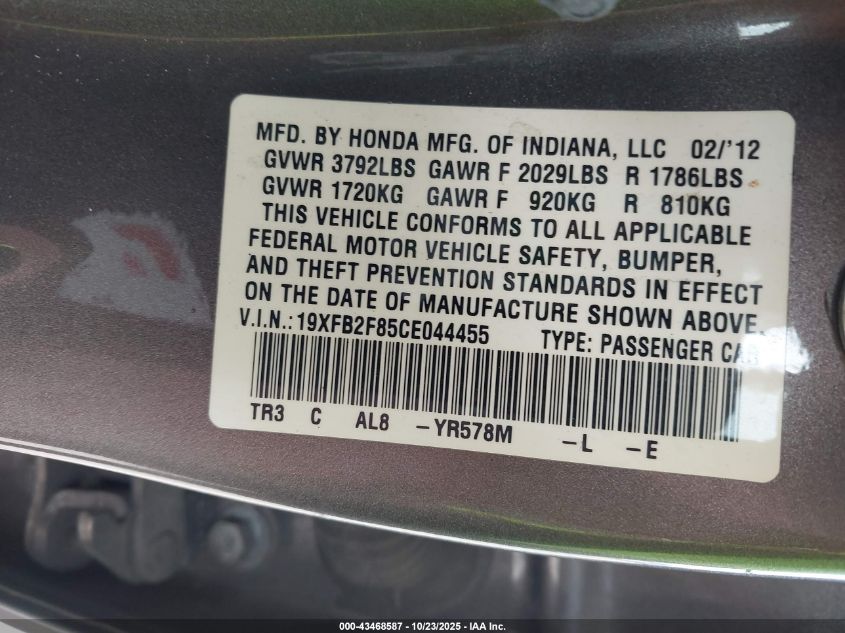 MFD. BY HONDA MFG. OF INDIANA, LLC 02/'12
GVWR 3792LBS GAWR F 2029LBS R 1786LBS
GVWR 1720KG GAWR F 920KG R 810KG
THIS VEHICLE CONFORMS TO ALL APPLICABLE
FEDERAL MOTOR VEHICLE SAFETY, BUMPER,
AND THEFT PREVENTION STANDARDS IN EFFECT
ON THE DATE OF MANUFACTURE SHOWN ABOVE.
V.I.N.:19XFB2F85CE044455 TYPE: PASSENGER CAR
TR3 C AL8 -YR578M -L -E
000-43468587 - 10/23/2025 - IAA Inc.